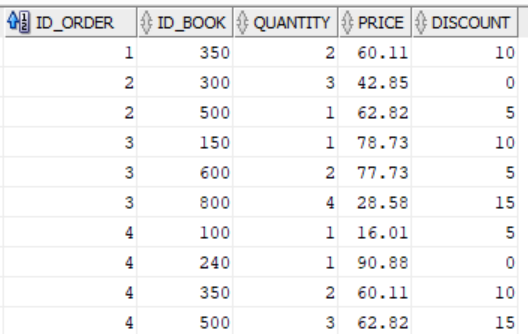 ID_ORDER ID_BOOK QUANTITY PRICE DISCOUNT
1 350 2 60.11 10
2 300 3 42.85 0
2 500 1 62.82 5
3 150 1 78.73 10
3 600 2 77.73 5
3 800 4 28.58 15
4 100 1 16.01 5
4 240 1 90.88 0
4 350 2 60.11 10
4 500 3 62.82 15